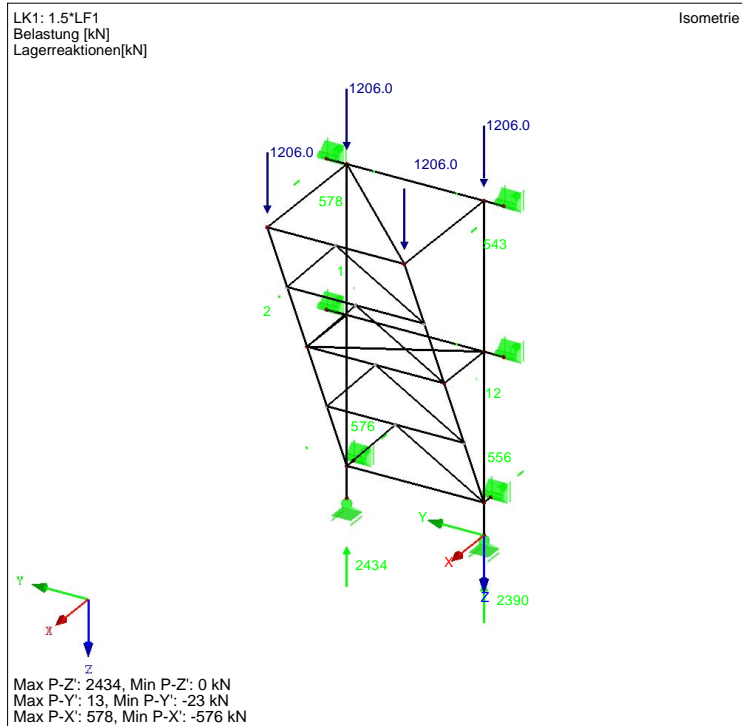 LK1: 1.5*LF1
Isometrie
Belastung [kN]
Lagerreaktionen[kN]
1206.0
1206.0
1206.0
1206.0
578
543
1
2
12
576
556
Y
X
2434
Z
2390
Y
X
Z
Max P-Z': 2434, Min P-Z': 0 kN
Max P-Y': 13, Min P-Y': -23 kN
Max P-X': 578, Min P-X': -576 kN